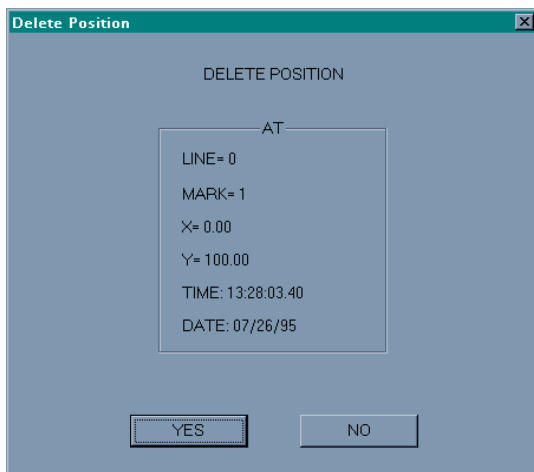 Delete Position
DELETE POSITION
AT
LINE= 0
MARK= 1
X= 0.00
Y= 100.00
TIME: 13:28:03.40
DATE: 07/26/95
YES
NO